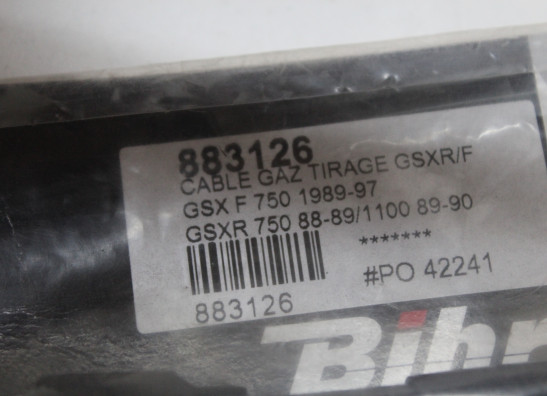 883126
CABLE GAZ TIRAGE GSXR/F
GSX F 750 1989-97
GSXR 750 88-89/1100 89-90
*******
#PO 42241
883126
Bihr